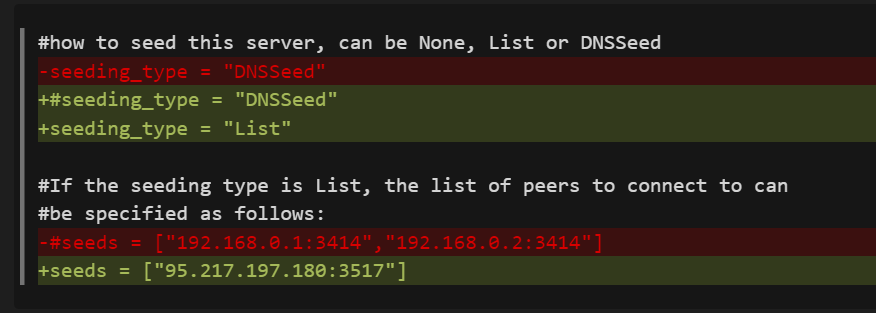 #how to seed this server, can be None, List or DNSSeed
-seeding_type = "DNSSeed"
+#seeding_type = "DNSSeed"
+seeding_type = "List"
#If the seeding type is List, the list of peers to connect to can
#be specified as follows:
-#seeds = ["192.168.0.1:3414","192.168.0.2:3414"]
+seeds = ["95.217.197.180:3517"]